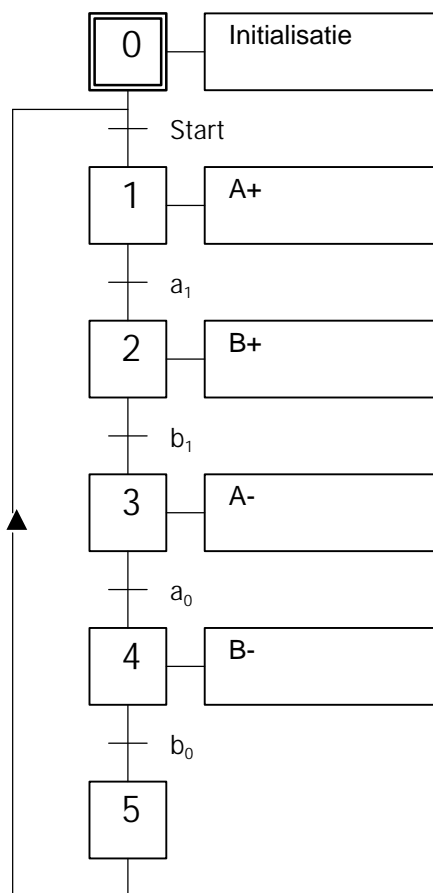 0 Initialisatie
Start
1 A+
a₁
2 B+
b₁
3 A-
a₀
4 B-
b₀
5